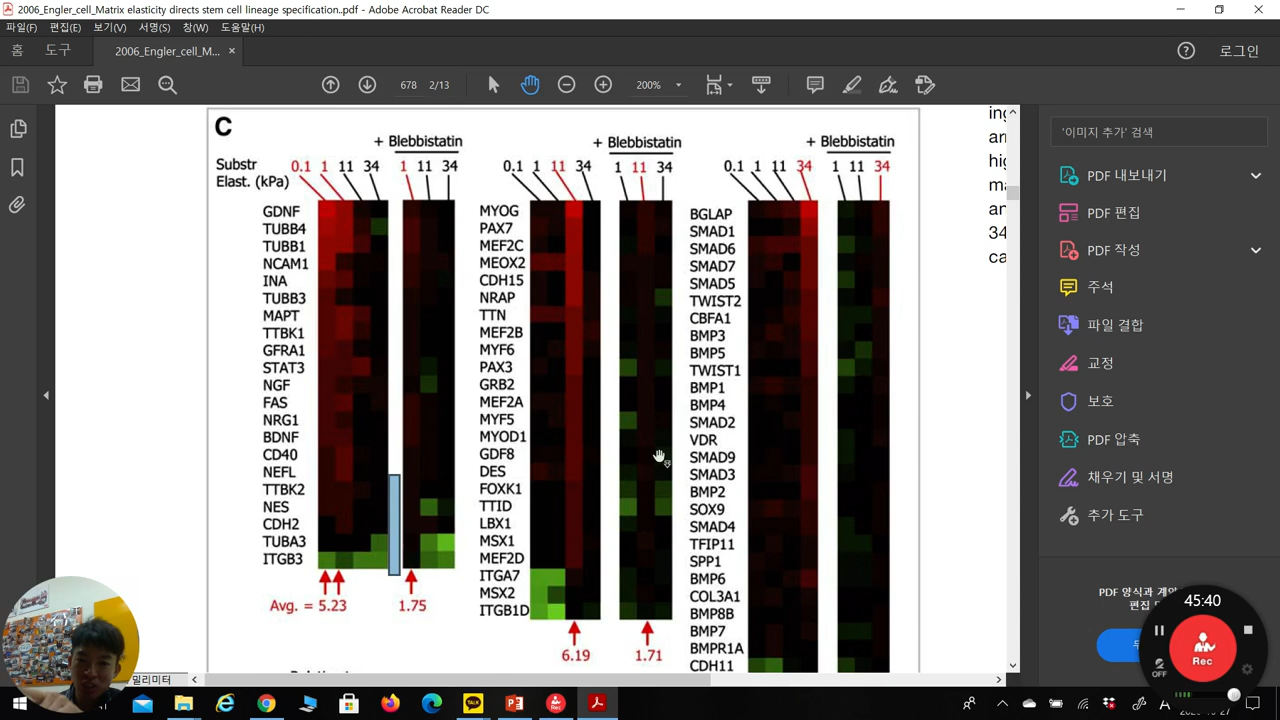 2006_Engler_cell_Matrix elasticity directs stem cell lineage specification..pdf - Adobe Acrobat Reader DC
파일(F) 편집(E) 보기(V) 서명(S) 창(W) 도움말(H)
홈 도구 2006_Engler_cell_M... × 로그인
678 2/13 200%
C
+ Blebbistatin + Blebbistatin + Blebbistatin
Substr 0.1 1 11 34 1 11 34 0.1 1 11 34 1 11 34 0.1 1 11 34 1 11 34
Elast. (kPa)
GDNF
TUBB4
TUBB1
NCAM1
INA
TUBB3
MAPT
TTBK1
GFRA1
STAT3
NGF
FAS
NRG1
BDNF
CD40
NEFL
TTBK2
NES
CDH2
TUBA3
ITGB3
Avg. = 5.23 1.75
MYOG
PAX7
MEF2C
MEOX2
CDH15
NRAP
TTN
MEF2B
MYF6
PAX3
GRB2
MEF2A
MYF5
MYOD1
GDF8
DES
FOXK1
TTID
LBX1
MSX1
MEF2D
ITGA7
MSX2
ITGB1D
6.19 1.71
BGLAP
SMAD1
SMAD6
SMAD7
SMAD5
TWIST2
CBFA1
BMP3
BMP5
TWIST1
BMP1
BMP4
SMAD2
VDR
SMAD9
SMAD3
BMP2
SOX9
SMAD4
TFIP11
SPP1
BMP6
COL3A1
BMP8B
BMP7
BMPR1A
CDH11
'이미지 추가' 검색
PDF 내보내기
PDF 편집
PDF 작성
주석
파일 결합
교정
보호
PDF 압축
채우기 및 서명
추가 도구
PDF 양식과 계약
편집
45:40
Rec
OFF
밀리미터
TALK
A